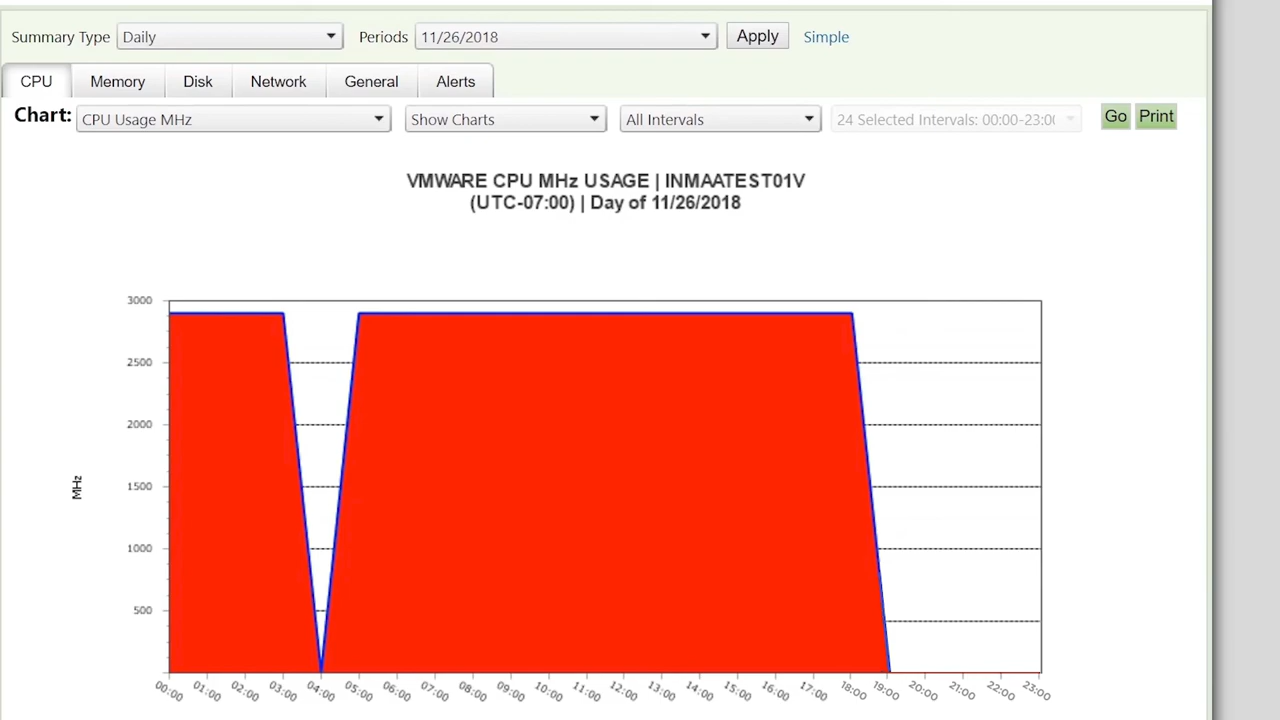 Summary Type Daily Periods 11/26/2018 Apply Simple
CPU Memory Disk Network General Alerts
Chart: CPU Usage MHz Show Charts All Intervals 24 Selected Intervals: 00:00-23:00 Go Print
VMWARE CPU MHz USAGE | INMAATEST01V
(UTC-07:00) | Day of 11/26/2018
3000
2500
2000
1500
1000
500
MHz
00:00 01:00 02:00 03:00 04:00 05:00 06:00 07:00 08:00 09:00 10:00 11:00 12:00 13:00 14:00 15:00 16:00 17:00 18:00 19:00 20:00 21:00 22:00 23:00